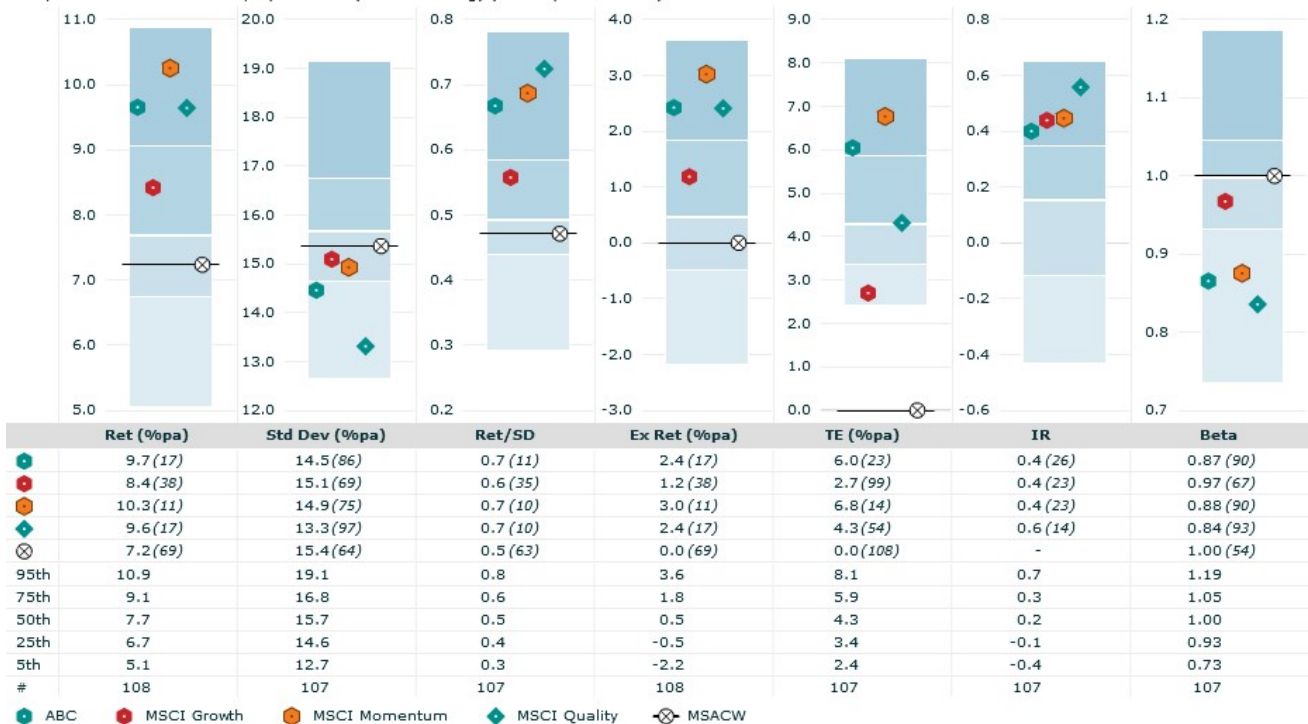 11.0 20.0 0.8 4.0 9.0 0.8 1.2
10.0 19.0 0.7 3.0 8.0 0.6 1.1
9.0 18.0 0.6 2.0 7.0 0.4 1.0
8.0 17.0 0.5 1.0 6.0 0.2 0.9
7.0 16.0 0.4 0.0 5.0 0.0 0.8
6.0 15.0 0.3 -1.0 4.0 -0.2 0.7
5.0 14.0 0.2 -2.0 3.0 -0.4
13.0 -3.0 2.0 -0.6
12.0 1.0
0.0
Ret (%pa) Std Dev (%pa) Ret/SD Ex Ret (%pa) TE (%pa) IR Beta
9.7 (17) 14.5 (86) 0.7 (11) 2.4 (17) 6.0 (23) 0.4 (26) 0.87 (90)
8.4 (38) 15.1 (69) 0.6 (35) 1.2 (38) 2.7 (99) 0.4 (23) 0.97 (67)
10.3 (11) 14.9 (75) 0.7 (10) 3.0 (11) 6.8 (14) 0.4 (23) 0.88 (90)
9.6 (17) 13.3 (97) 0.7 (10) 2.4 (17) 4.3 (54) 0.6 (14) 0.84 (93)
7.2 (69) 15.4 (64) 0.5 (63) 0.0 (69) 0.0 (108) - 1.00 (54)
95th 10.9 19.1 0.8 3.6 8.1 0.7 1.19
75th 9.1 16.8 0.6 1.8 5.9 0.3 1.05
50th 7.7 15.7 0.5 0.5 4.3 0.2 1.00
25th 6.7 14.6 0.4 -0.5 3.4 -0.1 0.93
5th 5.1 12.7 0.3 -2.2 2.4 -0.4 0.73
# 108 107 107 108 107 107 107
ABC MSCI Growth MSCI Momentum MSCI Quality MSACW